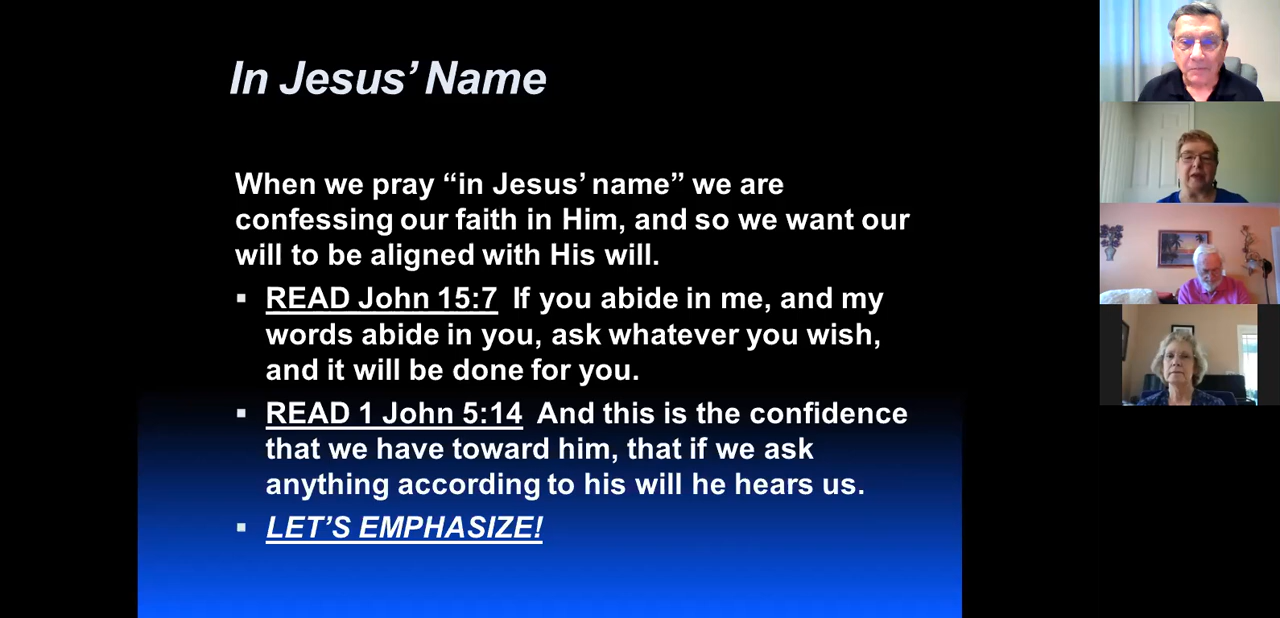 In Jesus’ Name
When we pray “in Jesus’ name” we are
confessing our faith in Him, and so we want our
will to be aligned with His will.
▪ READ John 15:7 If you abide in me, and my
words abide in you, ask whatever you wish,
and it will be done for you.
▪ READ 1 John 5:14 And this is the confidence
that we have toward him, that if we ask
anything according to his will he hears us.
▪ LET’S EMPHASIZE!